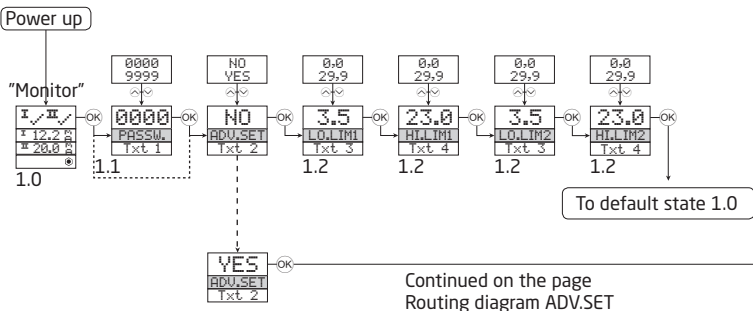 Power up
0000
9999
NO
YES
0,0
29,9
0,0
29,9
0,0
29,9
0,0
29,9
"Monitor"
I II
I 12.2
II 20.0
OK
0000
PASSW.
Txt 1
OK
NO
ADV.SET
Txt 2
OK
3.5
LO.LIM1
Txt 3
OK
23.0
HI.LIM1
Txt 4
OK
3.5
LO.LIM2
Txt 3
OK
23.0
HI.LIM2
Txt 4
OK
1.0
1.1
1.2
1.2
1.2
1.2
To default state 1.0
YES
ADV.SET
Txt 2
OK
Continued on the page
Routing diagram ADV.SET